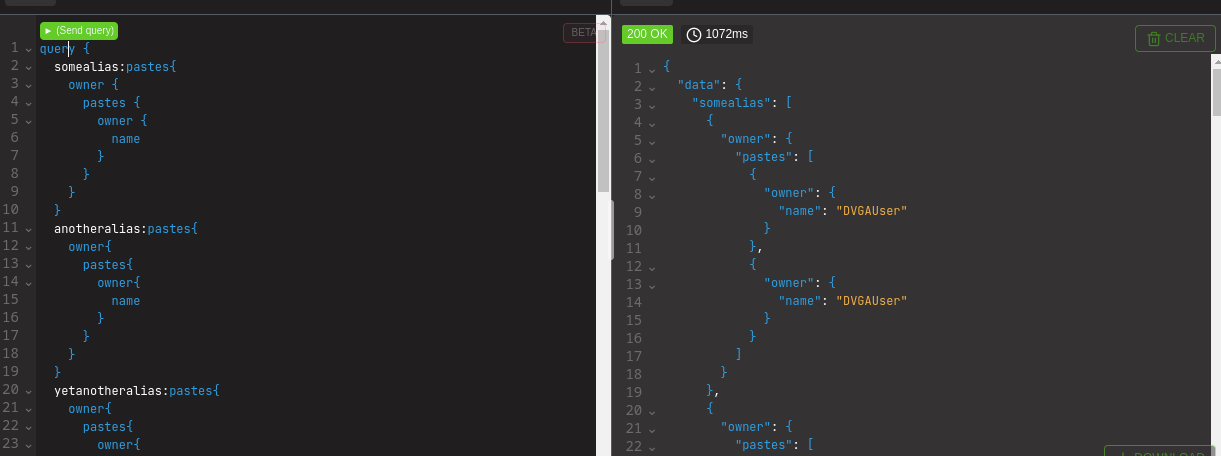 ► (Send query)
BETA
1 query {
2 somealias:pastes{
3 owner {
4 pastes {
5 owner {
6 name
7 }
8 }
9 }
10 }
11 anotheralias:pastes{
12 owner{
13 pastes{
14 owner{
15 name
16 }
17 }
18 }
19 }
20 yetanotheralias:pastes{
21 owner{
22 pastes{
23 owner{
200 OK 1072ms
CLEAR
1 {
2 "data": {
3 "somealias": [
4 {
5 "owner": {
6 "pastes": [
7 {
8 "owner": {
9 "name": "DVGAUser"
10 }
11 },
12 {
13 "owner": {
14 "name": "DVGAUser"
15 }
16 }
17 ]
18 }
19 },
20 {
21 "owner": {
22 "pastes": [
DOWNLOAD